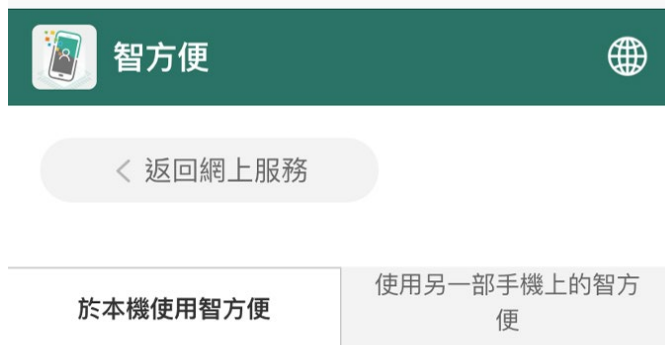 智方便
返回網上服務
於本機使用智方便
使用另一部手機上的智方
便